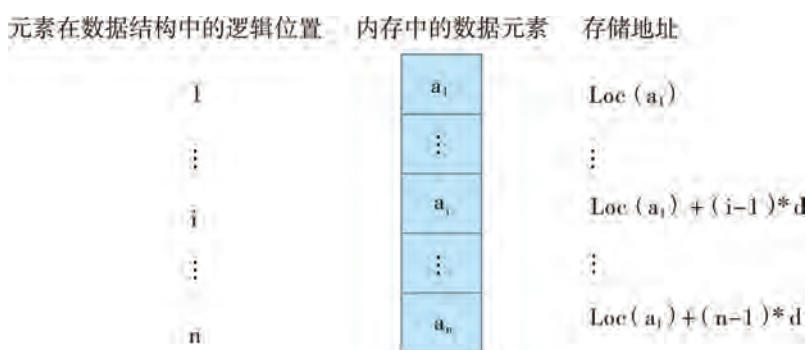 元素在数据结构中的逻辑位置 内存中的数据元素 存储地址
1 a₁ Loc(a₁)
⋮ ⋮ ⋮
i aᵢ Loc(a₁)+(i-1)*d
⋮ ⋮ ⋮
n aₙ Loc(a₁)+(n-1)*d